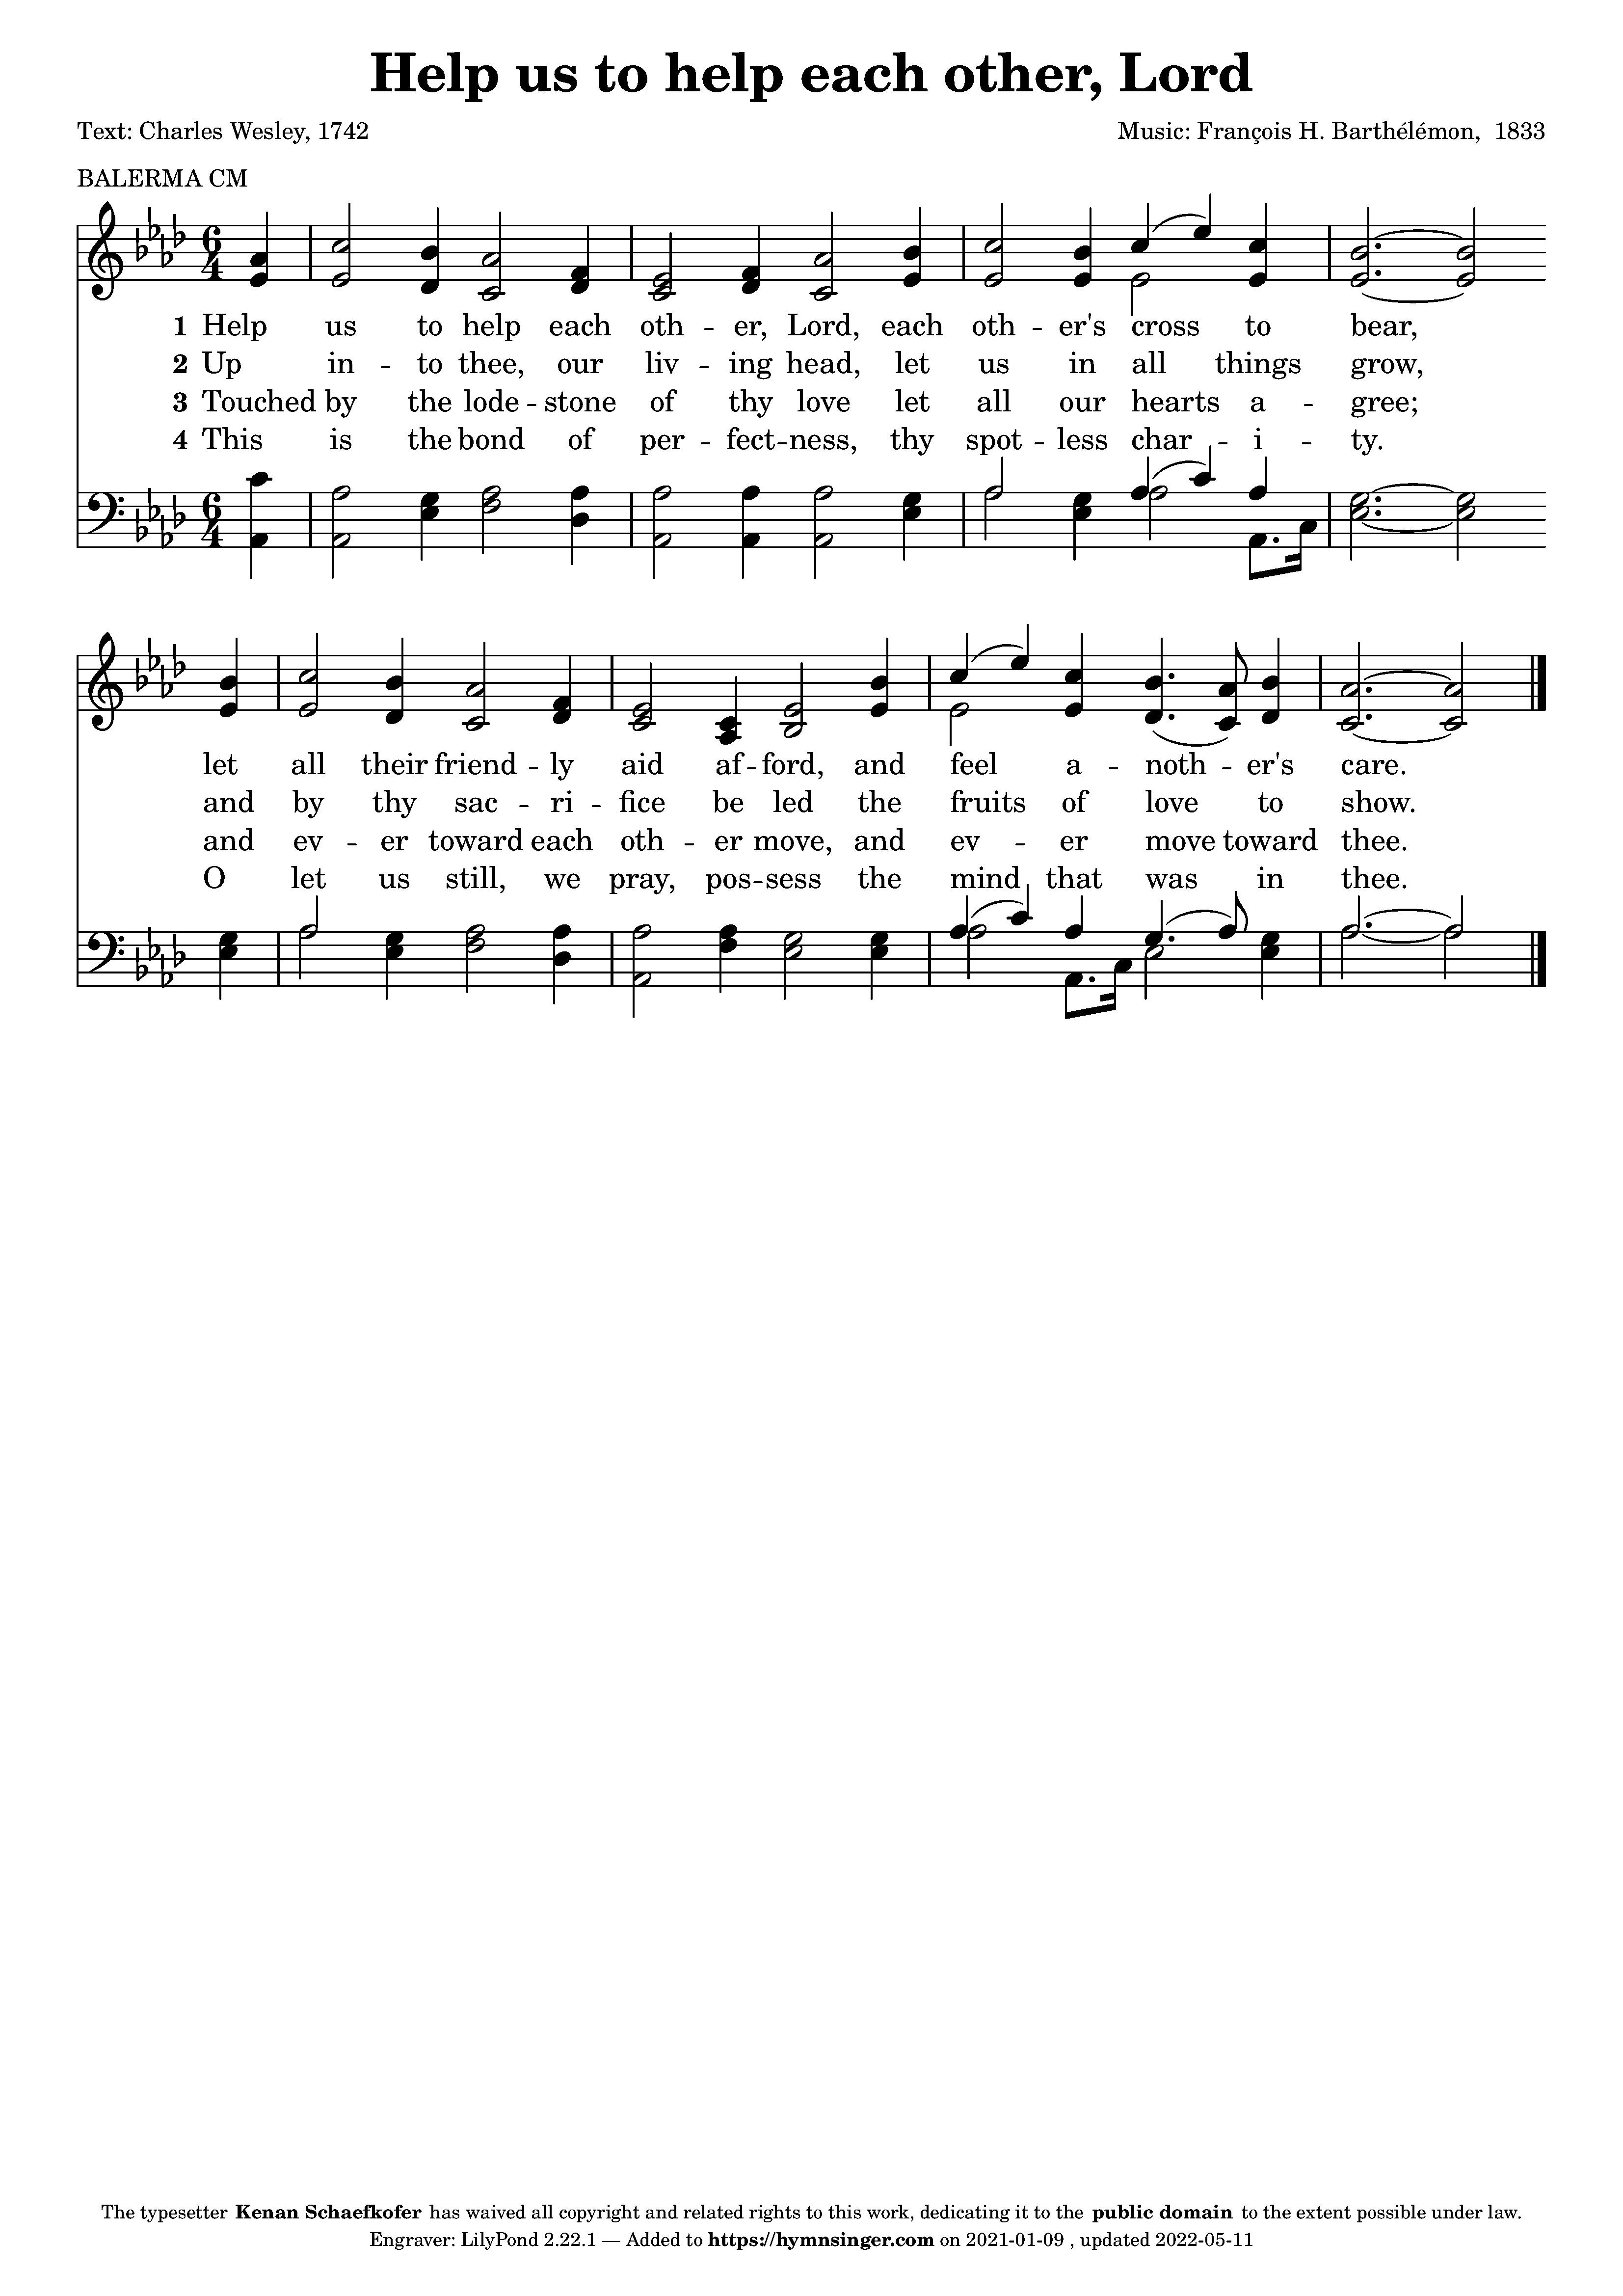 Help us to help each other, Lord
Text: Charles Wesley, 1742
Music: François H. Barthélémon,  1833
BALERMA CM
6 4
1 Help us to help each oth -- er, Lord, each oth -- er's cross to bear,
2 Up in -- to thee, our liv -- ing head, let us in all things grow,
3 Touched by the lode -- stone of thy love let all our hearts a -- gree;
4 This is the bond of per -- fect -- ness, thy spot -- less char -- i -- ty.
6 4
let all their friend -- ly aid af -- ford, and feel a -- noth -- er's care.
and by thy sac -- ri -- fice be led the fruits of love to show.
and ev -- er toward each oth -- er move, and ev -- er move toward thee.
O let us still, we pray, pos -- sess the mind that was in thee.
The typesetter Kenan Schaefkofer has waived all copyright and related rights to this work, dedicating it to the public domain to the extent possible under law.
Engraver: LilyPond 2.22.1 — Added to https://hymnsinger.com on 2021-01-09 , updated 2022-05-11